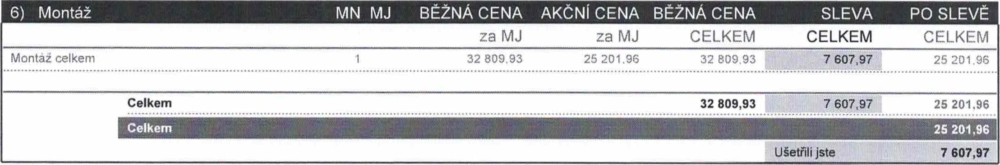 6) Montáž MN MJ BĚŽNÁ CENA AKČNÍ CENA BĚŽNÁ CENA SLEVA PO SLEVĚ
za MJ za MJ CELKEM CELKEM CELKEM
Montáž celkem 1 32 809,93 25 201,96 32 809,93 7 607,97 25 201,96
Celkem 32 809,93 7 607,97 25 201,96
Celkem 25 201,96
Ušetřili jste 7 607,97